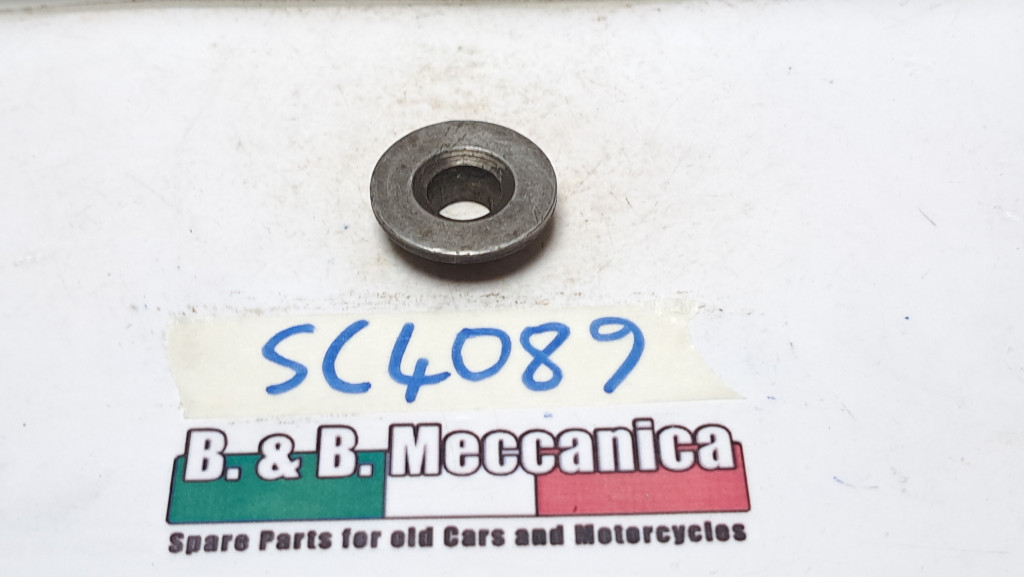 SC4089
B. & B. Meccanica
Spare Parts for old Cars and Motorcycles